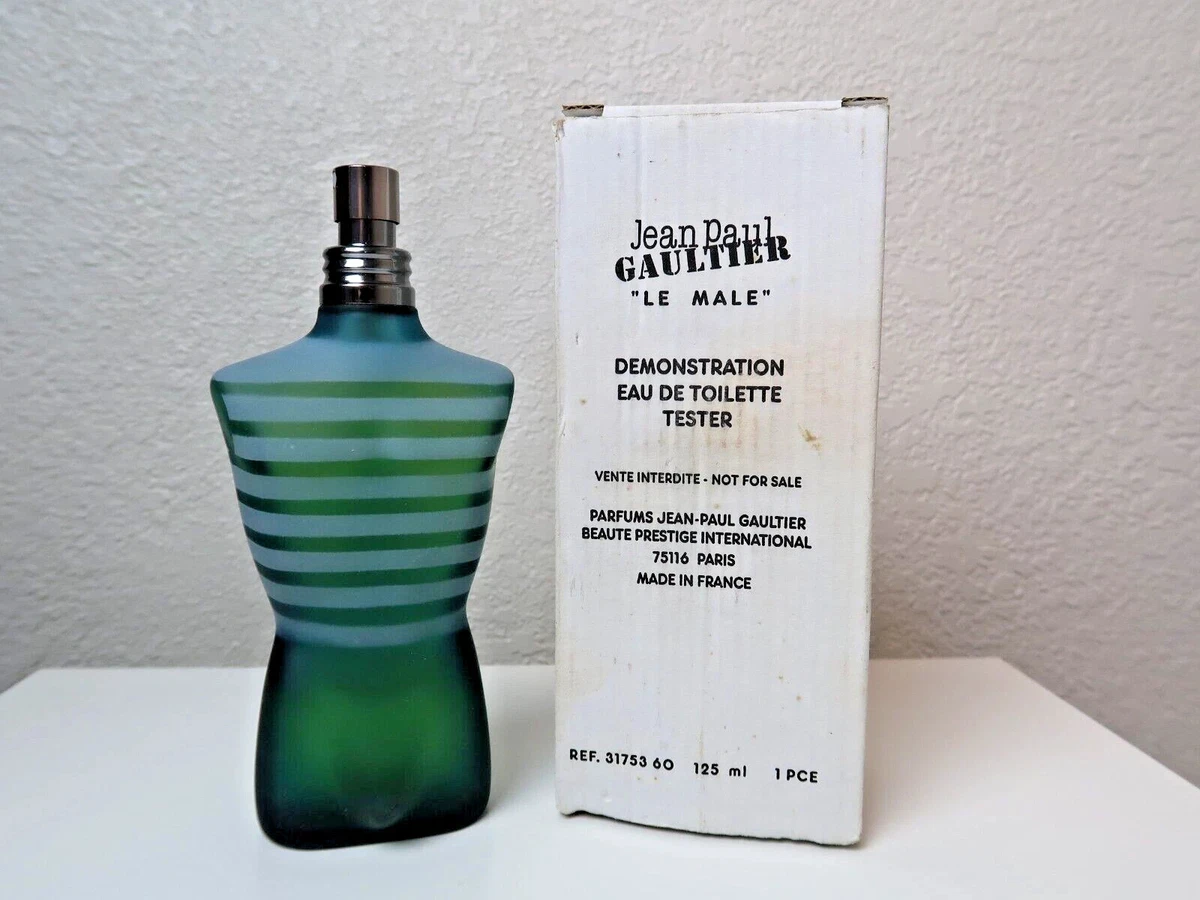 Jean Paul
GAULTIER
"LE MALE"
DEMONSTRATION
EAU DE TOILETTE
TESTER
VENTE INTERDITE - NOT FOR SALE
PARFUMS JEAN-PAUL GAULTIER
BEAUTE PRESTIGE INTERNATIONAL
75116 PARIS
MADE IN FRANCE
REF. 31753 60 125 ml 1 PCE